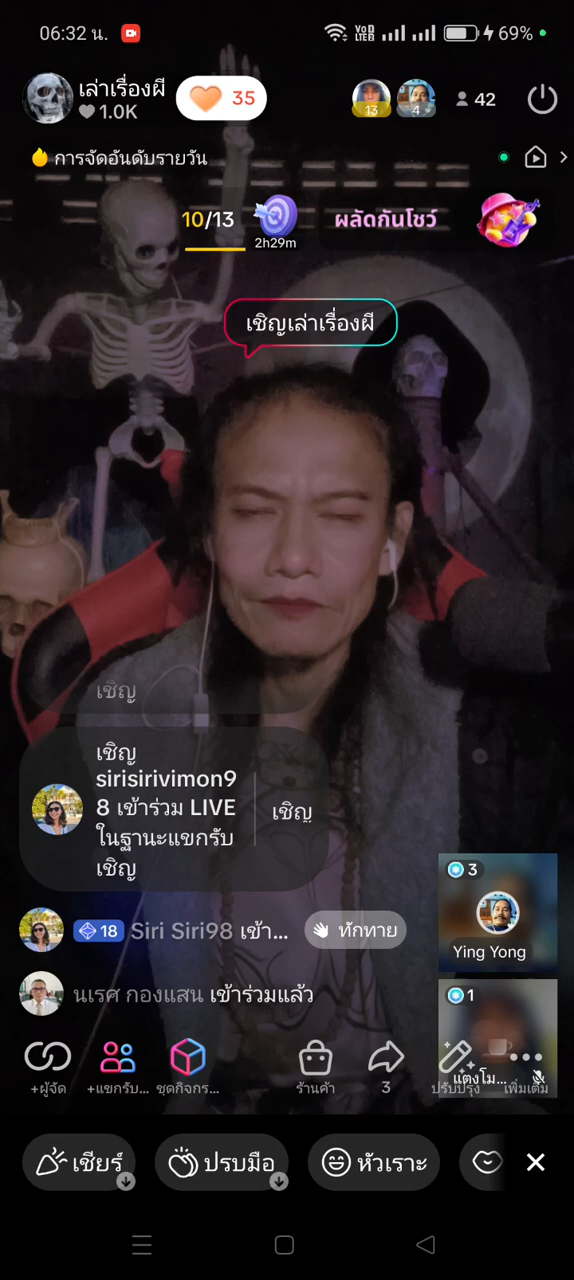 06:32 น.
VoD LTED
69%
เล่าเรื่องผี
1.0K
35
13
4
42
การจัดอันดับรายวัน
10/13
2h29m
ผลัดกันโชว์
เชิญเล่าเรื่องผี
เชิญ
เชิญ
sirisirivimon9
8 เข้าร่วม LIVE
ในฐานะแขกรับ
เชิญ
เชิญ
18 Siri Siri98 เข้า...
ทักทาย
นเรศ กองแสน เข้าร่วมแล้ว
3
Ying Yong
1
แตงโม...
+ผู้จัด
+แขกรับ...
ชุดกิจกร...
ร้านค้า
3
ปรับปรุง
เพิ่มเติม
เชียร์
ปรบมือ
หัวเราะ